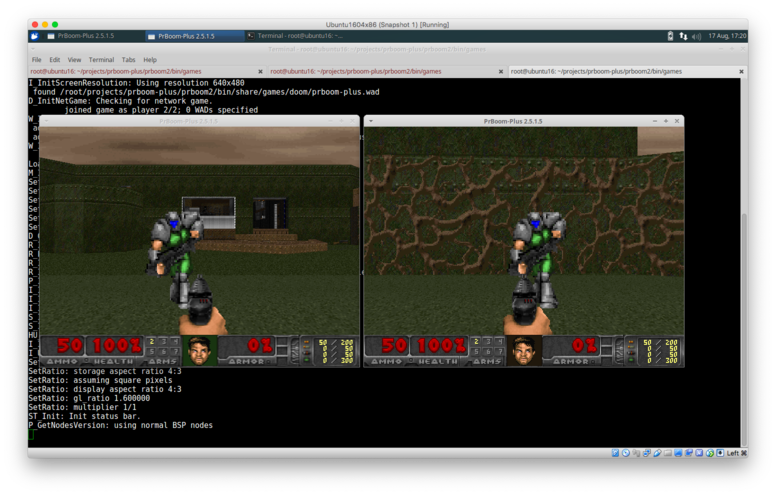 Ubuntu1604x86 (Snapshot 1) [Running]
PrBoom-Plus 2.5.1.5
PrBoom-Plus 2.5.1.5
Terminal - root@ubuntu16: ~...
17 Aug, 17:20
Terminal - root@ubuntu16: ~/projects/prboom-plus/prboom2/bin/games
File Edit View Terminal Tabs Help
root@ubuntu16: ~/projects/prboom-plus/prboom2/bin/games
root@ubuntu16: ~/projects/prboom-plus/prboom2/bin/games
root@ubuntu16: ~/projects/prboom-plus/prboom2/bin/games
I_InitScreenResolution: Using resolution 640x480
found /root/projects/prboom-plus/prboom2/bin/share/games/doom/prboom-plus.wad
D_InitNetGame: Checking for network game.
joined game as player 2/2; 0 WADs specified
PrBoom-Plus 2.5.1.5
PrBoom-Plus 2.5.1.5
50 100% 2 3 4 5 6 7 0% 50 / 200 0 / 50 0 / 50 0 / 300
AMMO HEALTH ARMS ARMOR
50 100% 2 3 4 5 6 7 0% 50 / 200 0 / 50 0 / 50 0 / 300
AMMO HEALTH ARMS ARMOR
SetRatio: storage aspect ratio 4:3
SetRatio: assuming square pixels
SetRatio: display aspect ratio 4:3
SetRatio: gl_ratio 1.600000
SetRatio: multiplier 1/1
ST_Init: Init status bar.
P_GetNodesVersion: using normal BSP nodes
Left ⌘